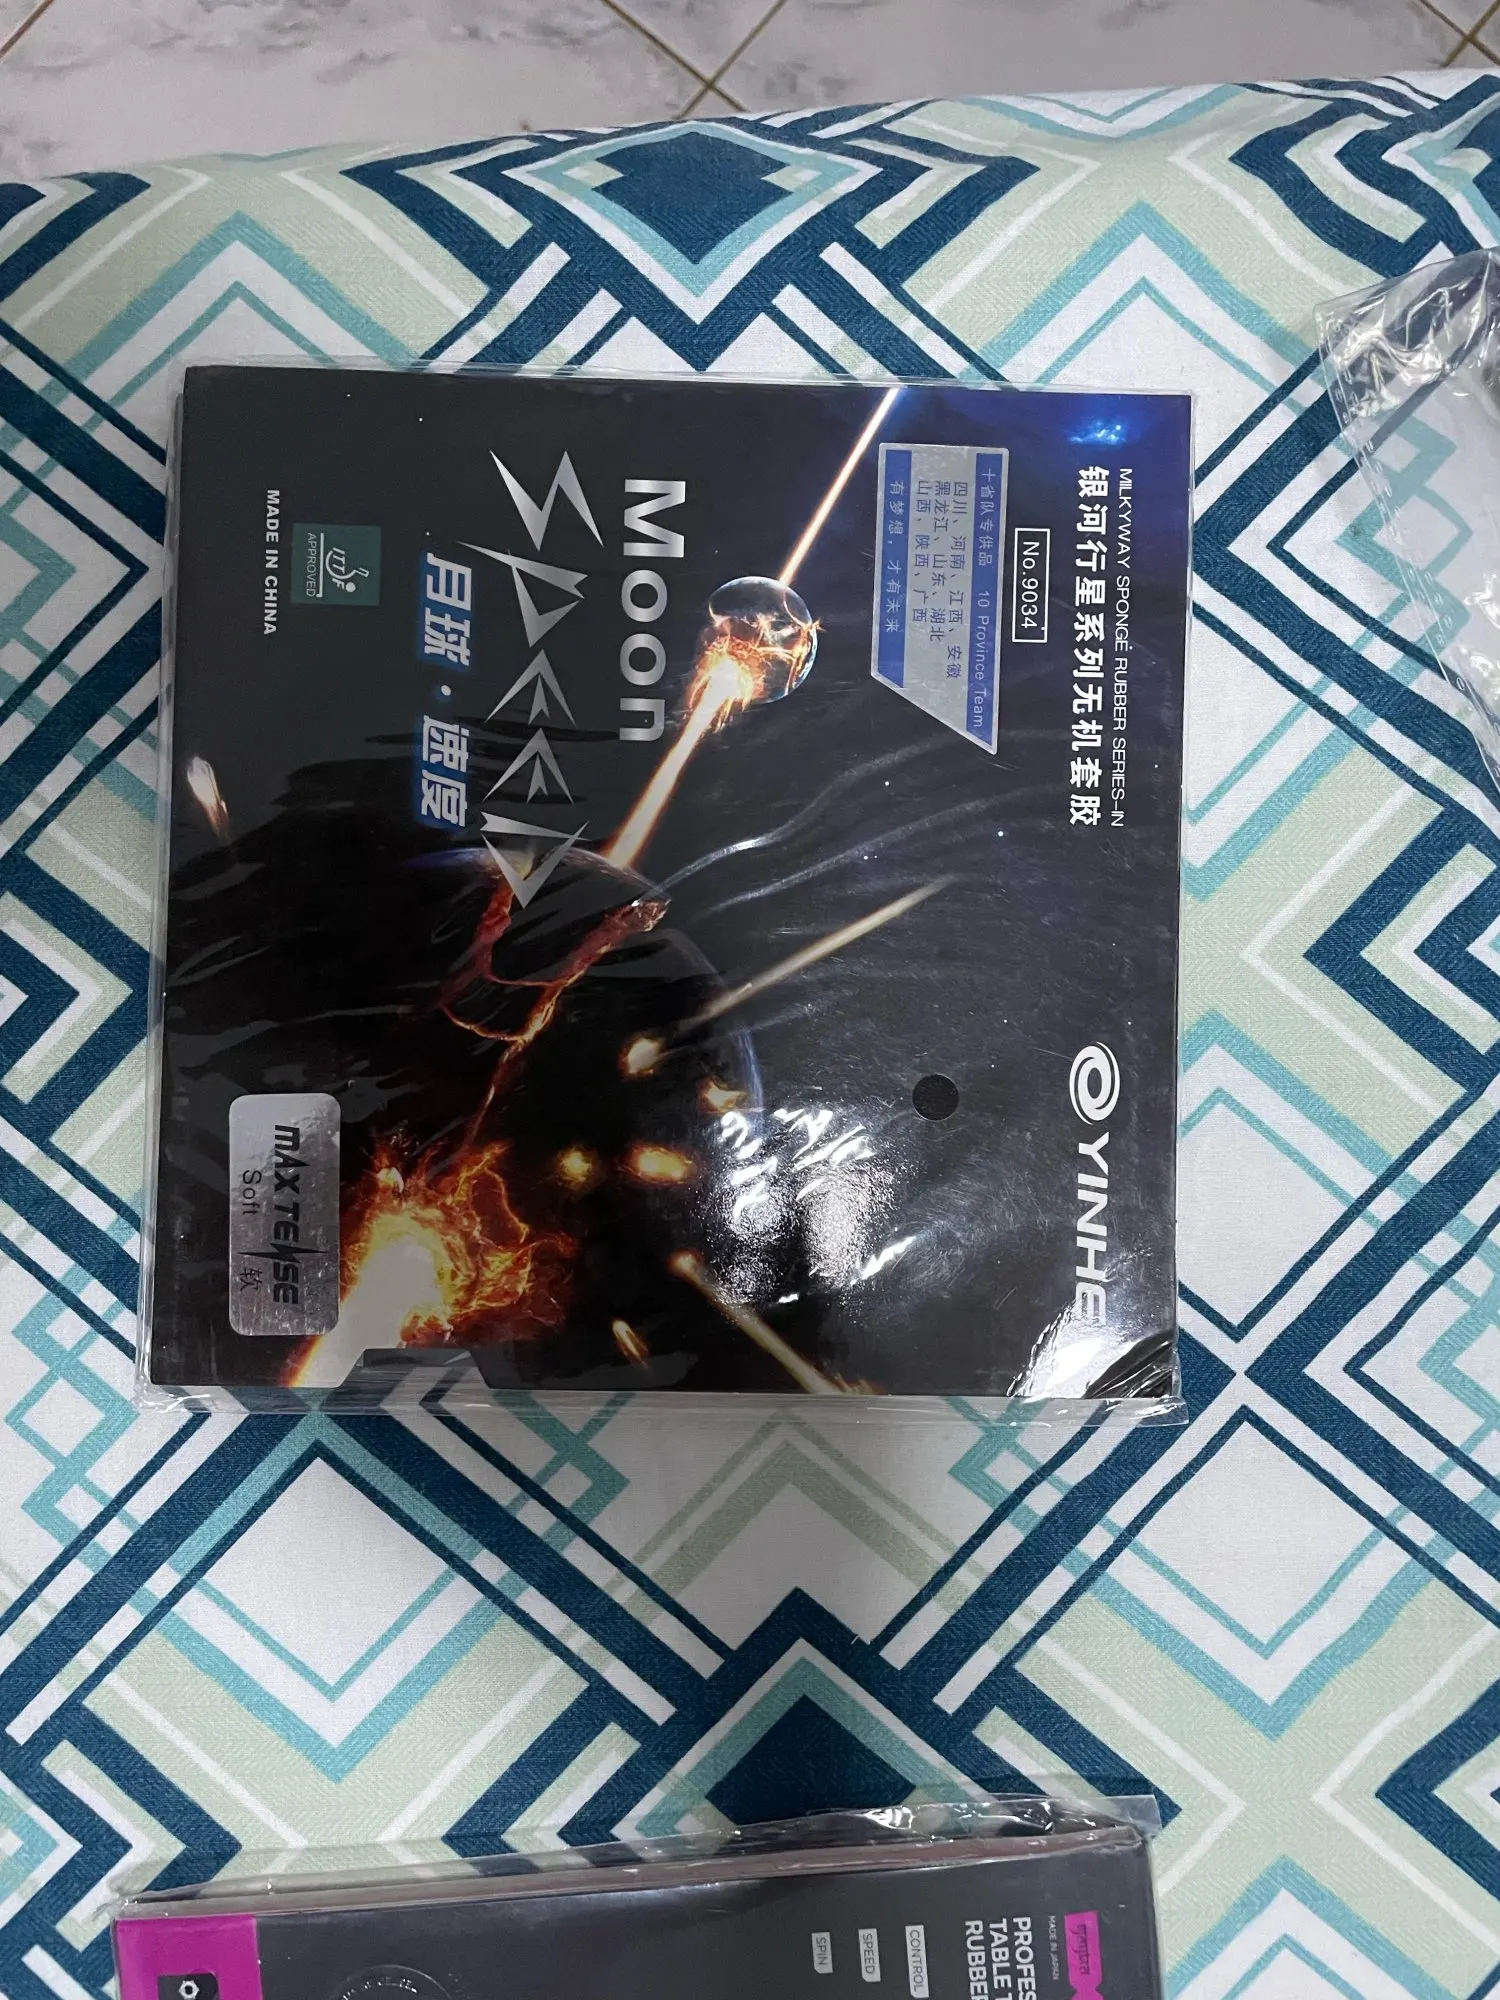 MILKYWAY SPONGE RUBBER SERIES-IN
银河行星系列无机套胶
YINHE
No.9034
十省队专供品 10 Province Team
四川、河南、江西、安徽
黑龙江、山东、湖北
山西、陕西、广西
有梦想,才有未来
Moon
SPEED
月球·速度
ITTF
APPROVED
MADE IN CHINA
MAX TENSE
Soft 软
MADE IN JAPAN
PROFES
TABLE T
RUBBER
CONTROL
SPEED
SPIN